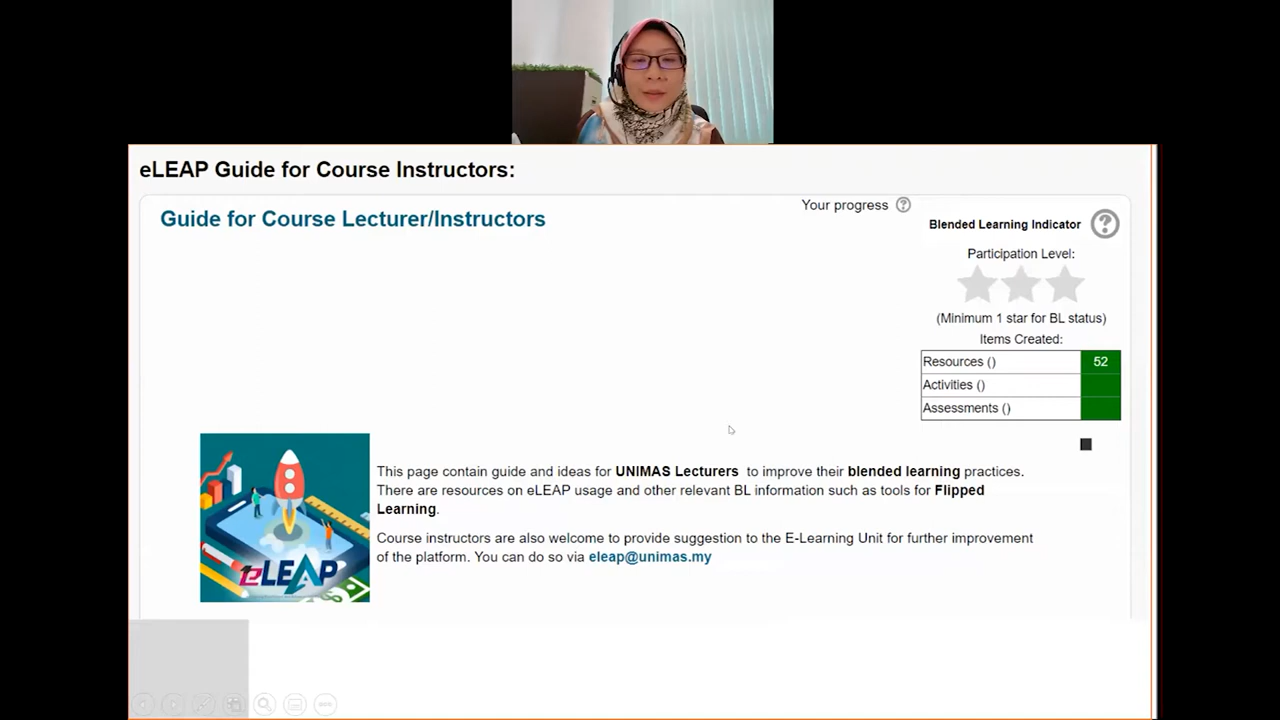 eLEAP Guide for Course Instructors:
Your progress
Guide for Course Lecturer/Instructors
Blended Learning Indicator
Participation Level:
(Minimum 1 star for BL status)
Items Created:
Resources () 52
Activities ()
Assessments ()
This page contain guide and ideas for UNIMAS Lecturers to improve their blended learning practices.
There are resources on eLEAP usage and other relevant BL information such as tools for Flipped
Learning.
Course instructors are also welcome to provide suggestion to the E-Learning Unit for further improvement
of the platform. You can do so via eleap@unimas.my
eLEAP